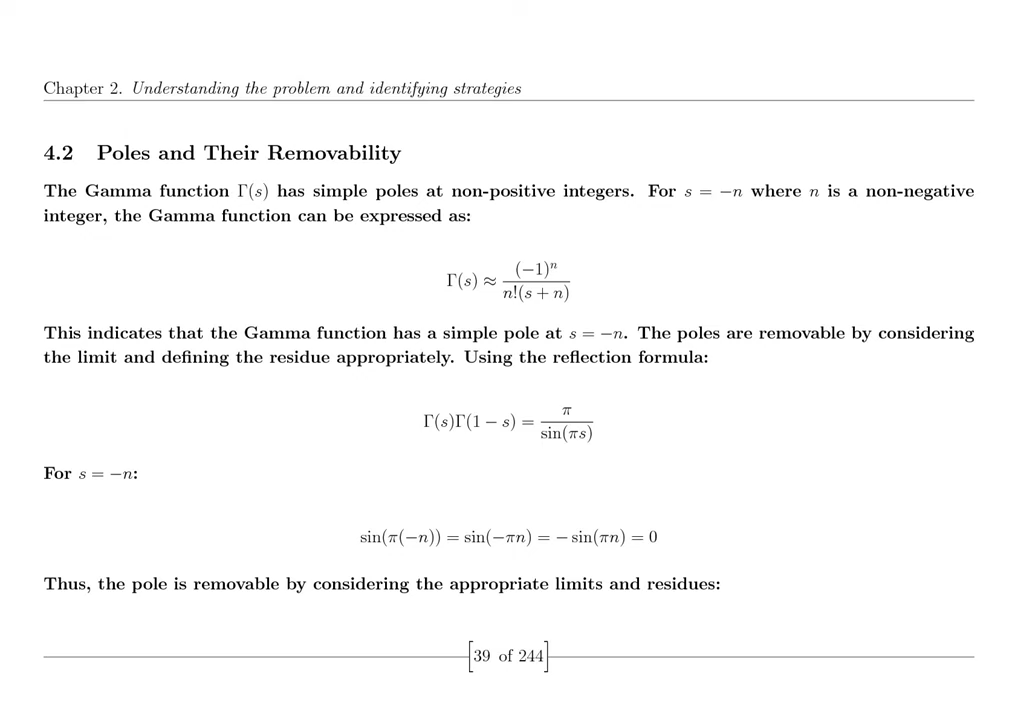 Chapter 2. Understanding the problem and identifying strategies
4.2 Poles and Their Removability
The Gamma function Γ(s) has simple poles at non-positive integers. For s = −n where n is a non-negative
integer, the Gamma function can be expressed as:
Γ(s) ≈ (−1)ⁿ / n!(s + n)
This indicates that the Gamma function has a simple pole at s = −n. The poles are removable by considering
the limit and defining the residue appropriately. Using the reflection formula:
Γ(s)Γ(1 − s) = π / sin(πs)
For s = −n:
sin(π(−n)) = sin(−πn) = − sin(πn) = 0
Thus, the pole is removable by considering the appropriate limits and residues:
[39 of 244]